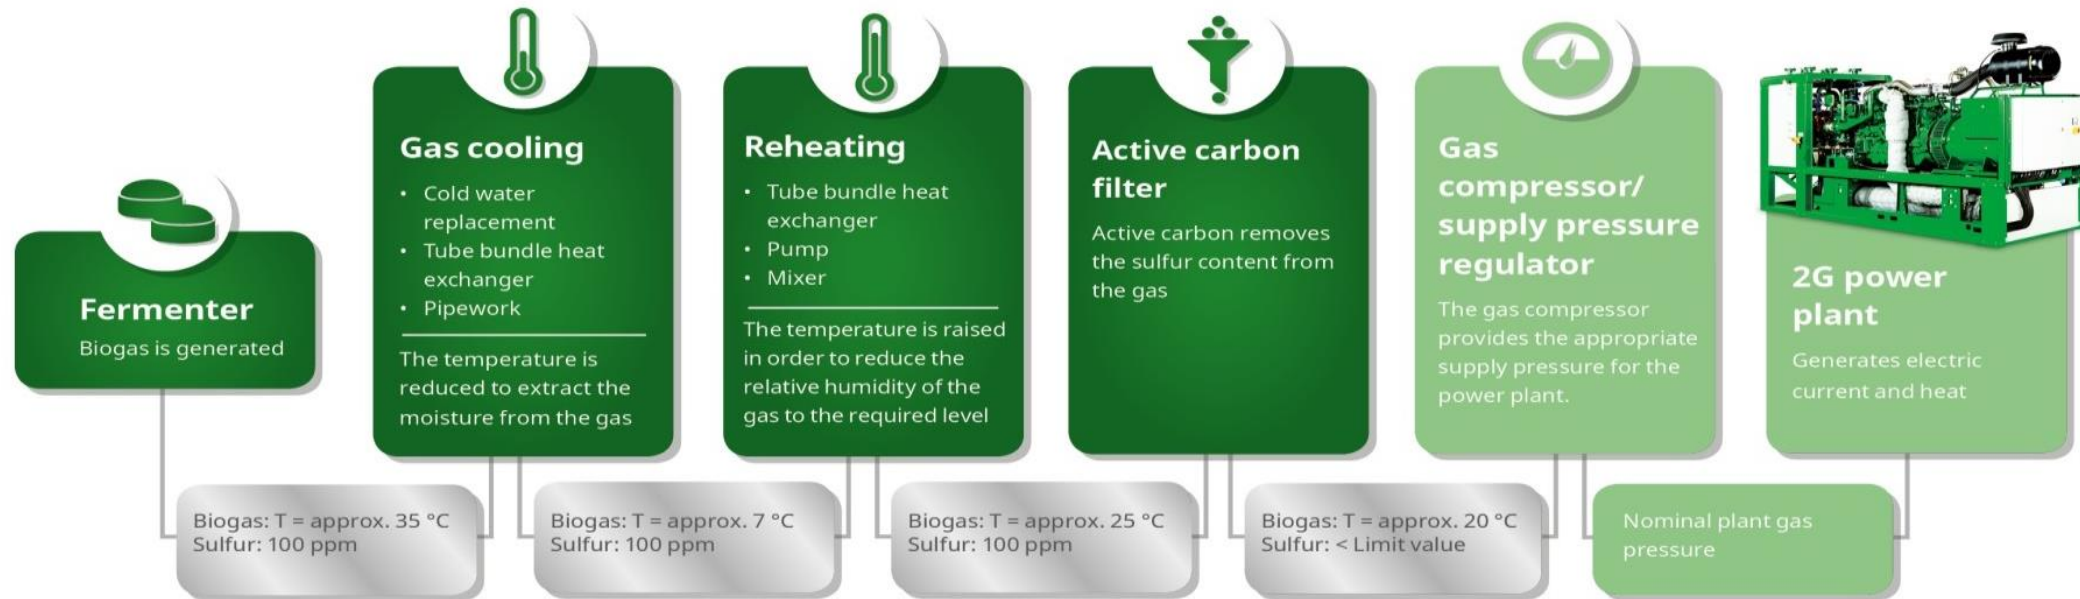 Fermenter
Biogas is generated
Gas cooling
• Cold water
replacement
• Tube bundle heat
exchanger
• Pipework
The temperature is
reduced to extract the
moisture from the gas
Reheating
• Tube bundle heat
exchanger
• Pump
• Mixer
The temperature is raised
in order to reduce the
relative humidity of the
gas to the required level
Active carbon
filter
Active carbon removes
the sulfur content from
the gas
Gas
compressor/
supply pressure
regulator
The gas compressor
provides the appropriate
supply pressure for the
power plant.
2G power
plant
Generates electric
current and heat
Biogas: T = approx. 35 °C
Sulfur: 100 ppm
Biogas: T = approx. 7 °C
Sulfur: 100 ppm
Biogas: T = approx. 25 °C
Sulfur: 100 ppm
Biogas: T = approx. 20 °C
Sulfur: < Limit value
Nominal plant gas
pressure